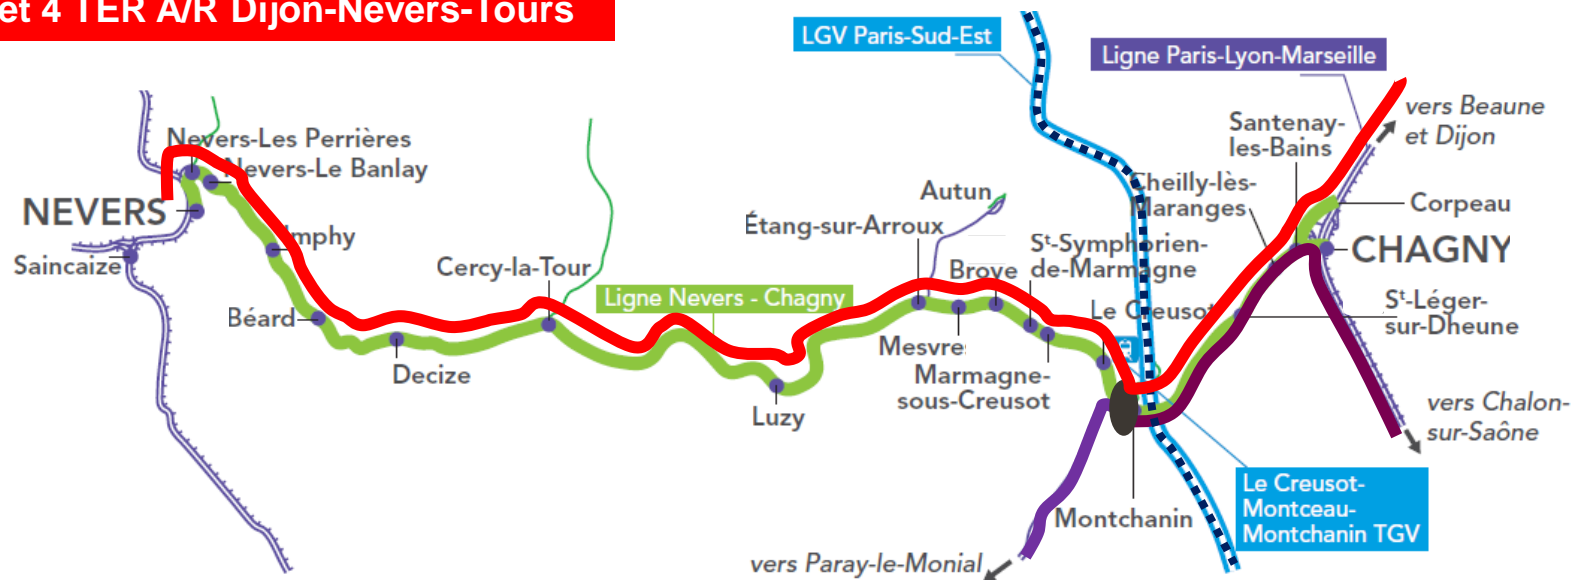 et 4 TER A/R Dijon-Nevers-Tours
LGV Paris-Sud-Est
Ligne Paris-Lyon-Marseille
vers Beaune
et Dijon
Santenay-
les-Bains
Nevers-Les Perrières
Nevers-Le Banlay
NEVERS
Saincaize
Imphy
Béard
Decize
Cercy-la-Tour
Ligne Nevers - Chagny
Luzy
Autun
Étang-sur-Arroux
Broye
Mesvre
Sᵗ-Symphorien-
de-Marmagne
Marmagne-
sous-Creusot
Le Creusot
Cheilly-lès-
Maranges
Corpeau
CHAGNY
Sᵗ-Léger-
sur-Dheune
vers Chalon-
sur-Saône
Le Creusot-
Montceau-
Montchanin TGV
Montchanin
vers Paray-le-Monial